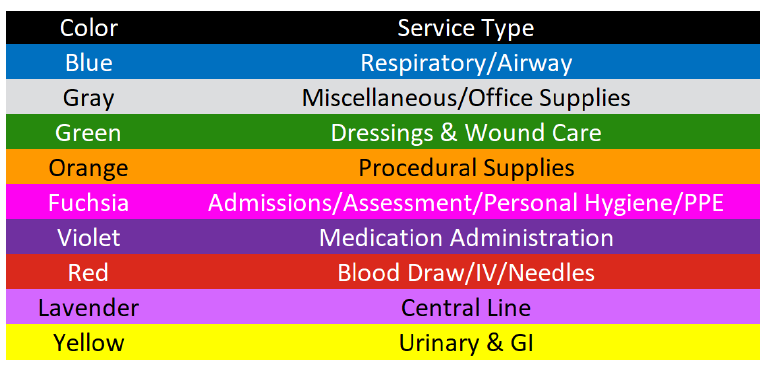 Color Service Type
Blue Respiratory/Airway
Gray Miscellaneous/Office Supplies
Green Dressings & Wound Care
Orange Procedural Supplies
Fuchsia Admissions/Assessment/Personal Hygiene/PPE
Violet Medication Administration
Red Blood Draw/IV/Needles
Lavender Central Line
Yellow Urinary & GI